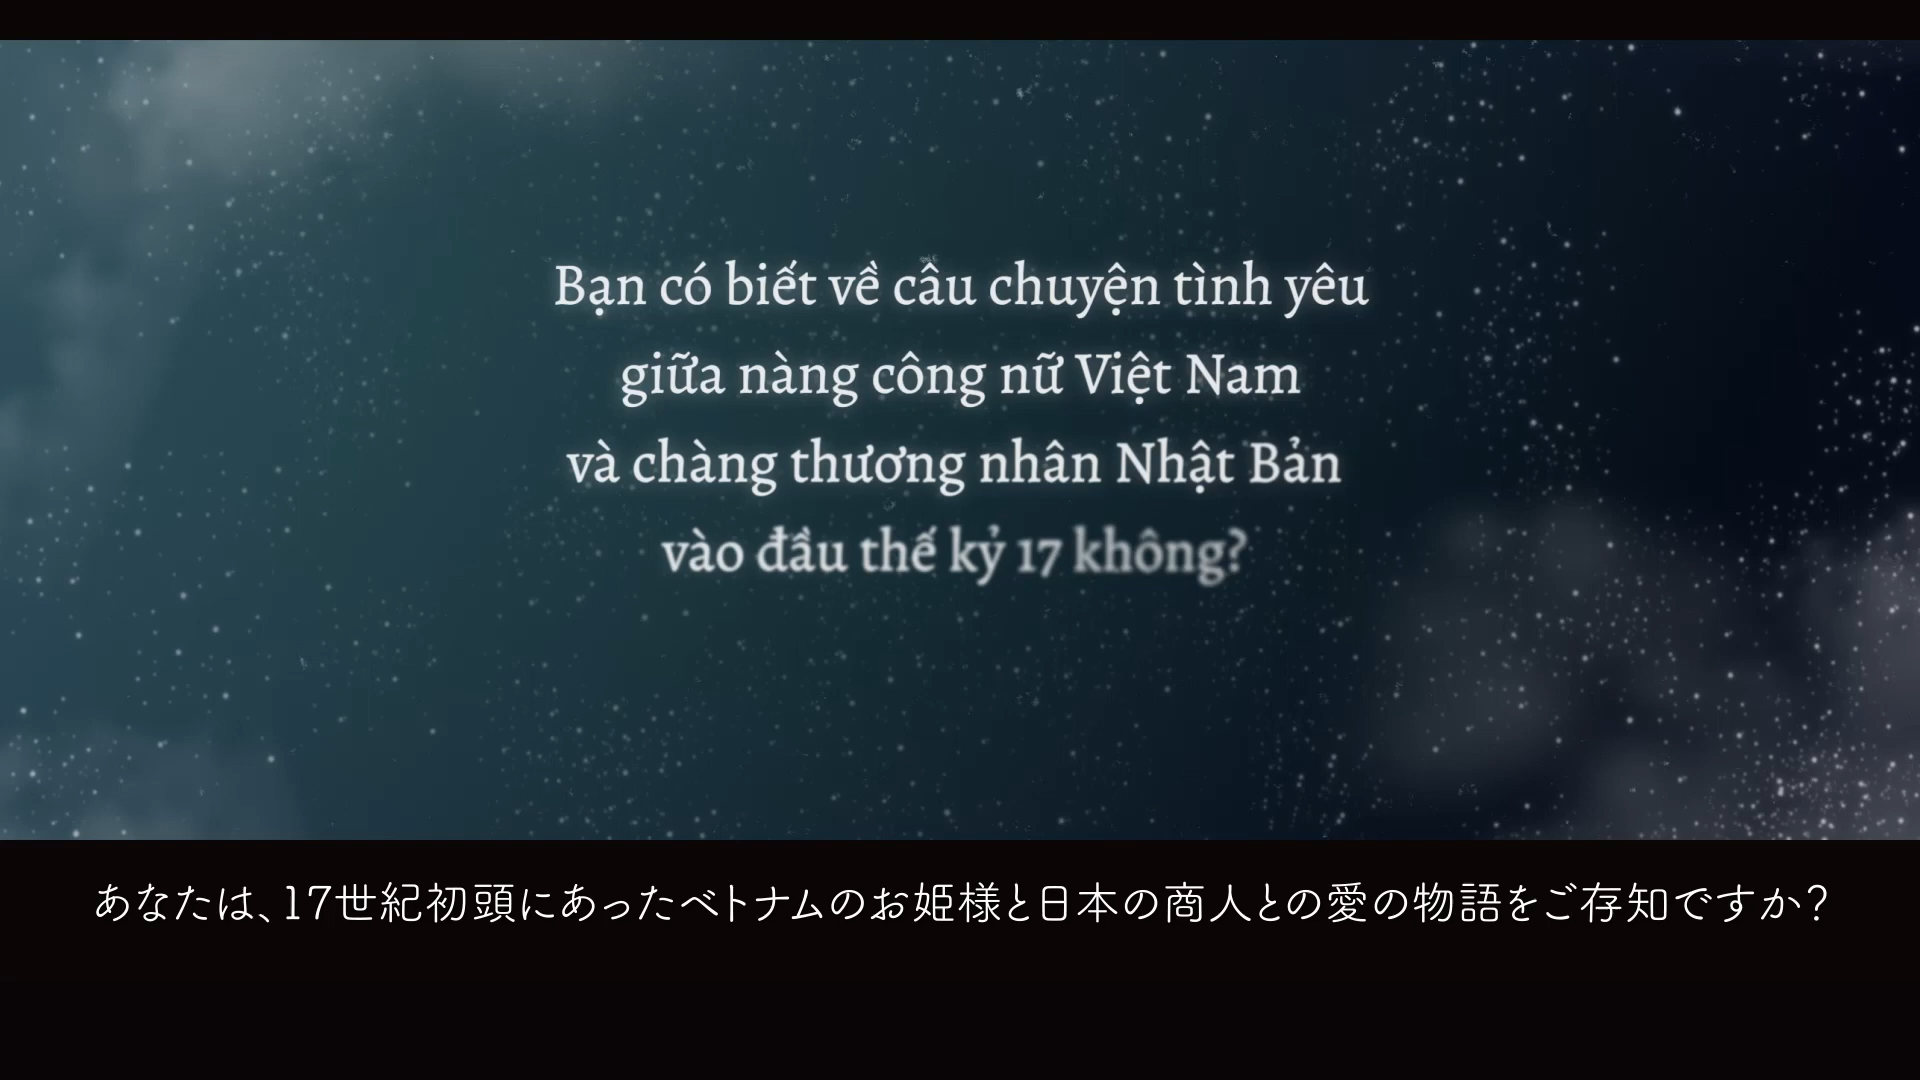 Bạn có biết về câu chuyện tình yêu
giữa nàng công nữ Việt Nam
và chàng thương nhân Nhật Bản
vào đầu thế kỷ 17 không?
あなたは、17世紀初頭にあったベトナムのお姫様と日本の商人との愛の物語をご存知ですか?